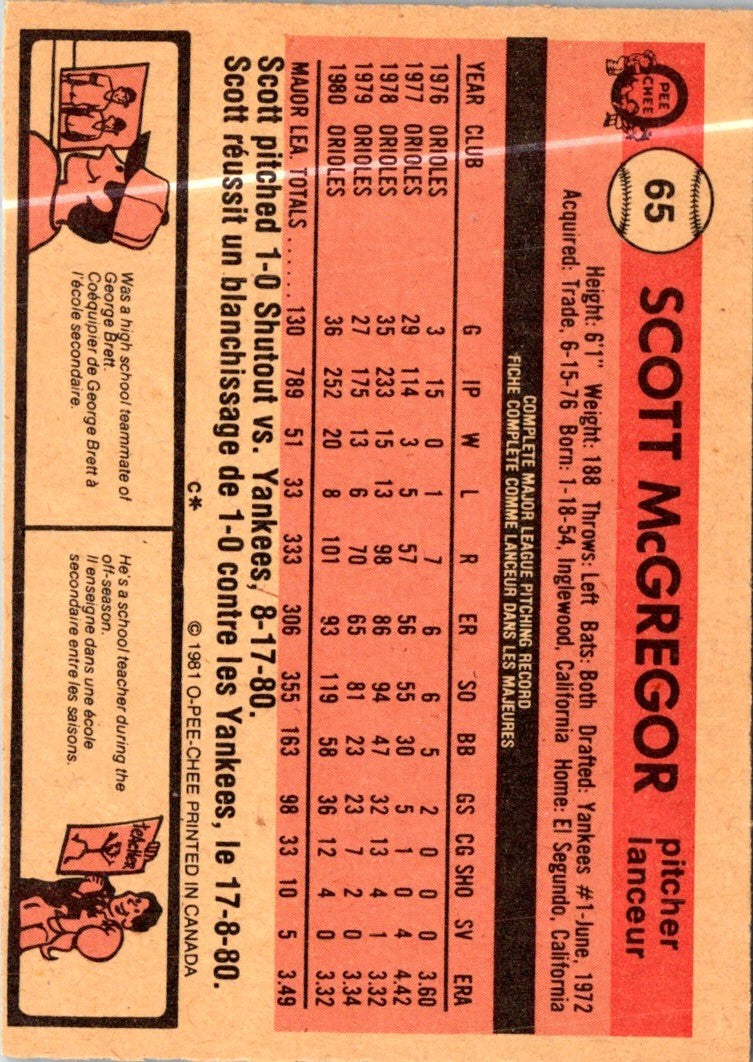 O
PEE
CHEE
65
SCOTT McGREGOR pitcher
lanceur
Height: 6'1" Weight: 188 Throws: Left Bats: Both Drafted: Yankees #1-June, 1972
Acquired: Trade, 6-15-76 Born: 1-18-54, Inglewood, California Home: El Segundo, California
COMPLETE MAJOR LEAGUE PITCHING RECORD
FICHE COMPLÈTE COMME LANCEUR DANS LES MAJEURES
YEAR CLUB G IP W L R ER SO BB GS CG SHO SV ERA
1976 ORIOLES 3 15 0 1 7 6 6 5 2 0 0 0 3.60
1977 ORIOLES 29 114 3 5 57 56 55 30 5 1 0 4 4.42
1978 ORIOLES 35 233 15 13 98 86 94 47 32 13 4 1 3.32
1979 ORIOLES 27 175 13 6 70 65 81 23 23 7 2 0 3.34
1980 ORIOLES 36 252 20 8 101 93 119 58 36 12 4 0 3.32
MAJOR LEA. TOTALS...... 130 789 51 33 333 306 355 163 98 33 10 5 3.49
Scott pitched 1-0 Shutout vs. Yankees, 8-17-80.
Scott réussit un blanchissage de 1-0 contre les Yankees, le 17-8-80.
C* © 1981 O-PEE-CHEE PRINTED IN CANADA
Was a high school teammate of
George Brett.
Coéquipier de George Brett à
l'école secondaire.
He's a school teacher during the
off-season.
Il enseigne dans une école
secondaire entre les saisons.